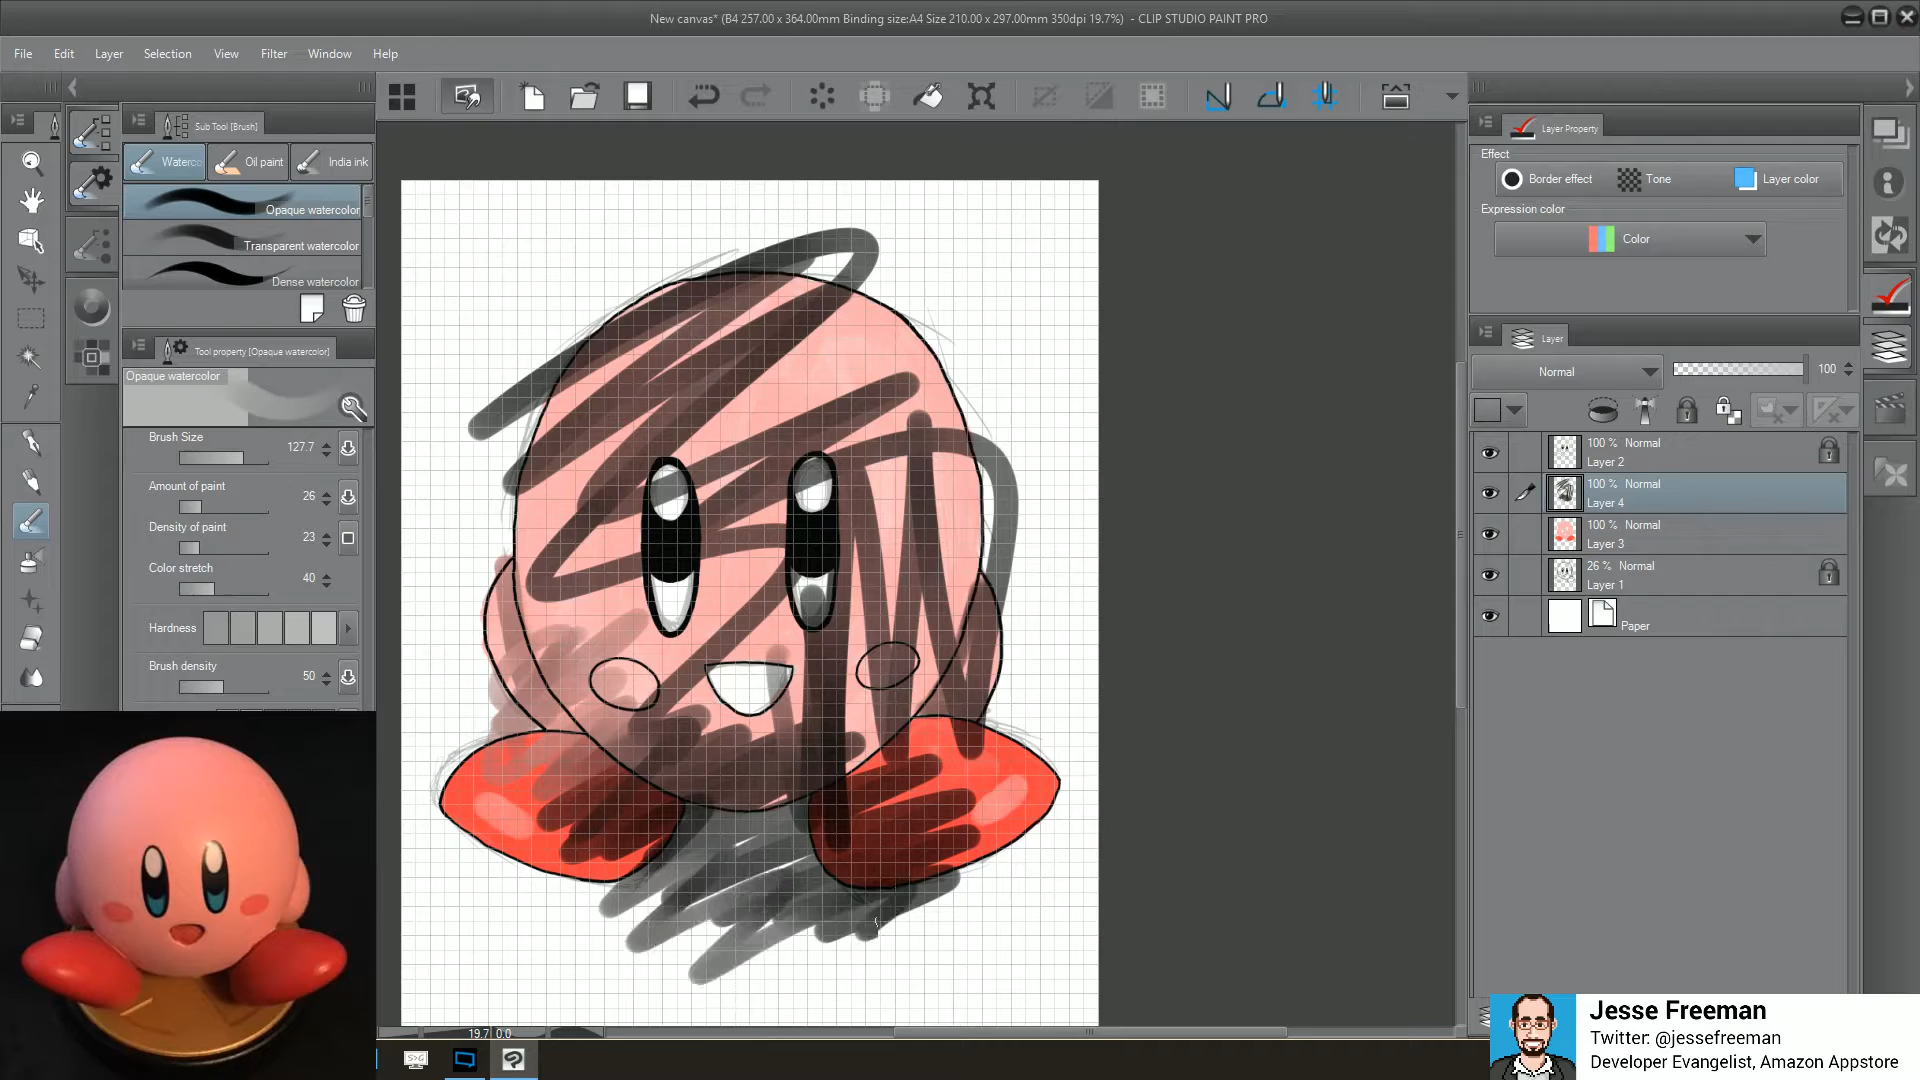 New canvas* (B4 257.00 x 364.00mm Binding size:A4 Size 210.00 x 297.00mm 350dpi 19.7%) - CLIP STUDIO PAINT PRO
File Edit Layer Selection View Filter Window Help
Sub Tool [Brush]
Waterc Oil paint India ink
Opaque watercolor
Transparent watercolor
Dense watercolor
Tool property [Opaque watercolor]
Opaque watercolor
Brush Size 127.7
Amount of paint 26
Density of paint 23
Color stretch 40
Hardness
Brush density 50
Layer Property
Effect
Border effect Tone Layer color
Expression color
Color
Layer
Normal 100
100 % Normal
Layer 2
100 % Normal
Layer 4
100 % Normal
Layer 3
26 % Normal
Layer 1
Paper
19.7 0.0
Jesse Freeman
Twitter: @jessefreeman
Developer Evangelist, Amazon Appstore